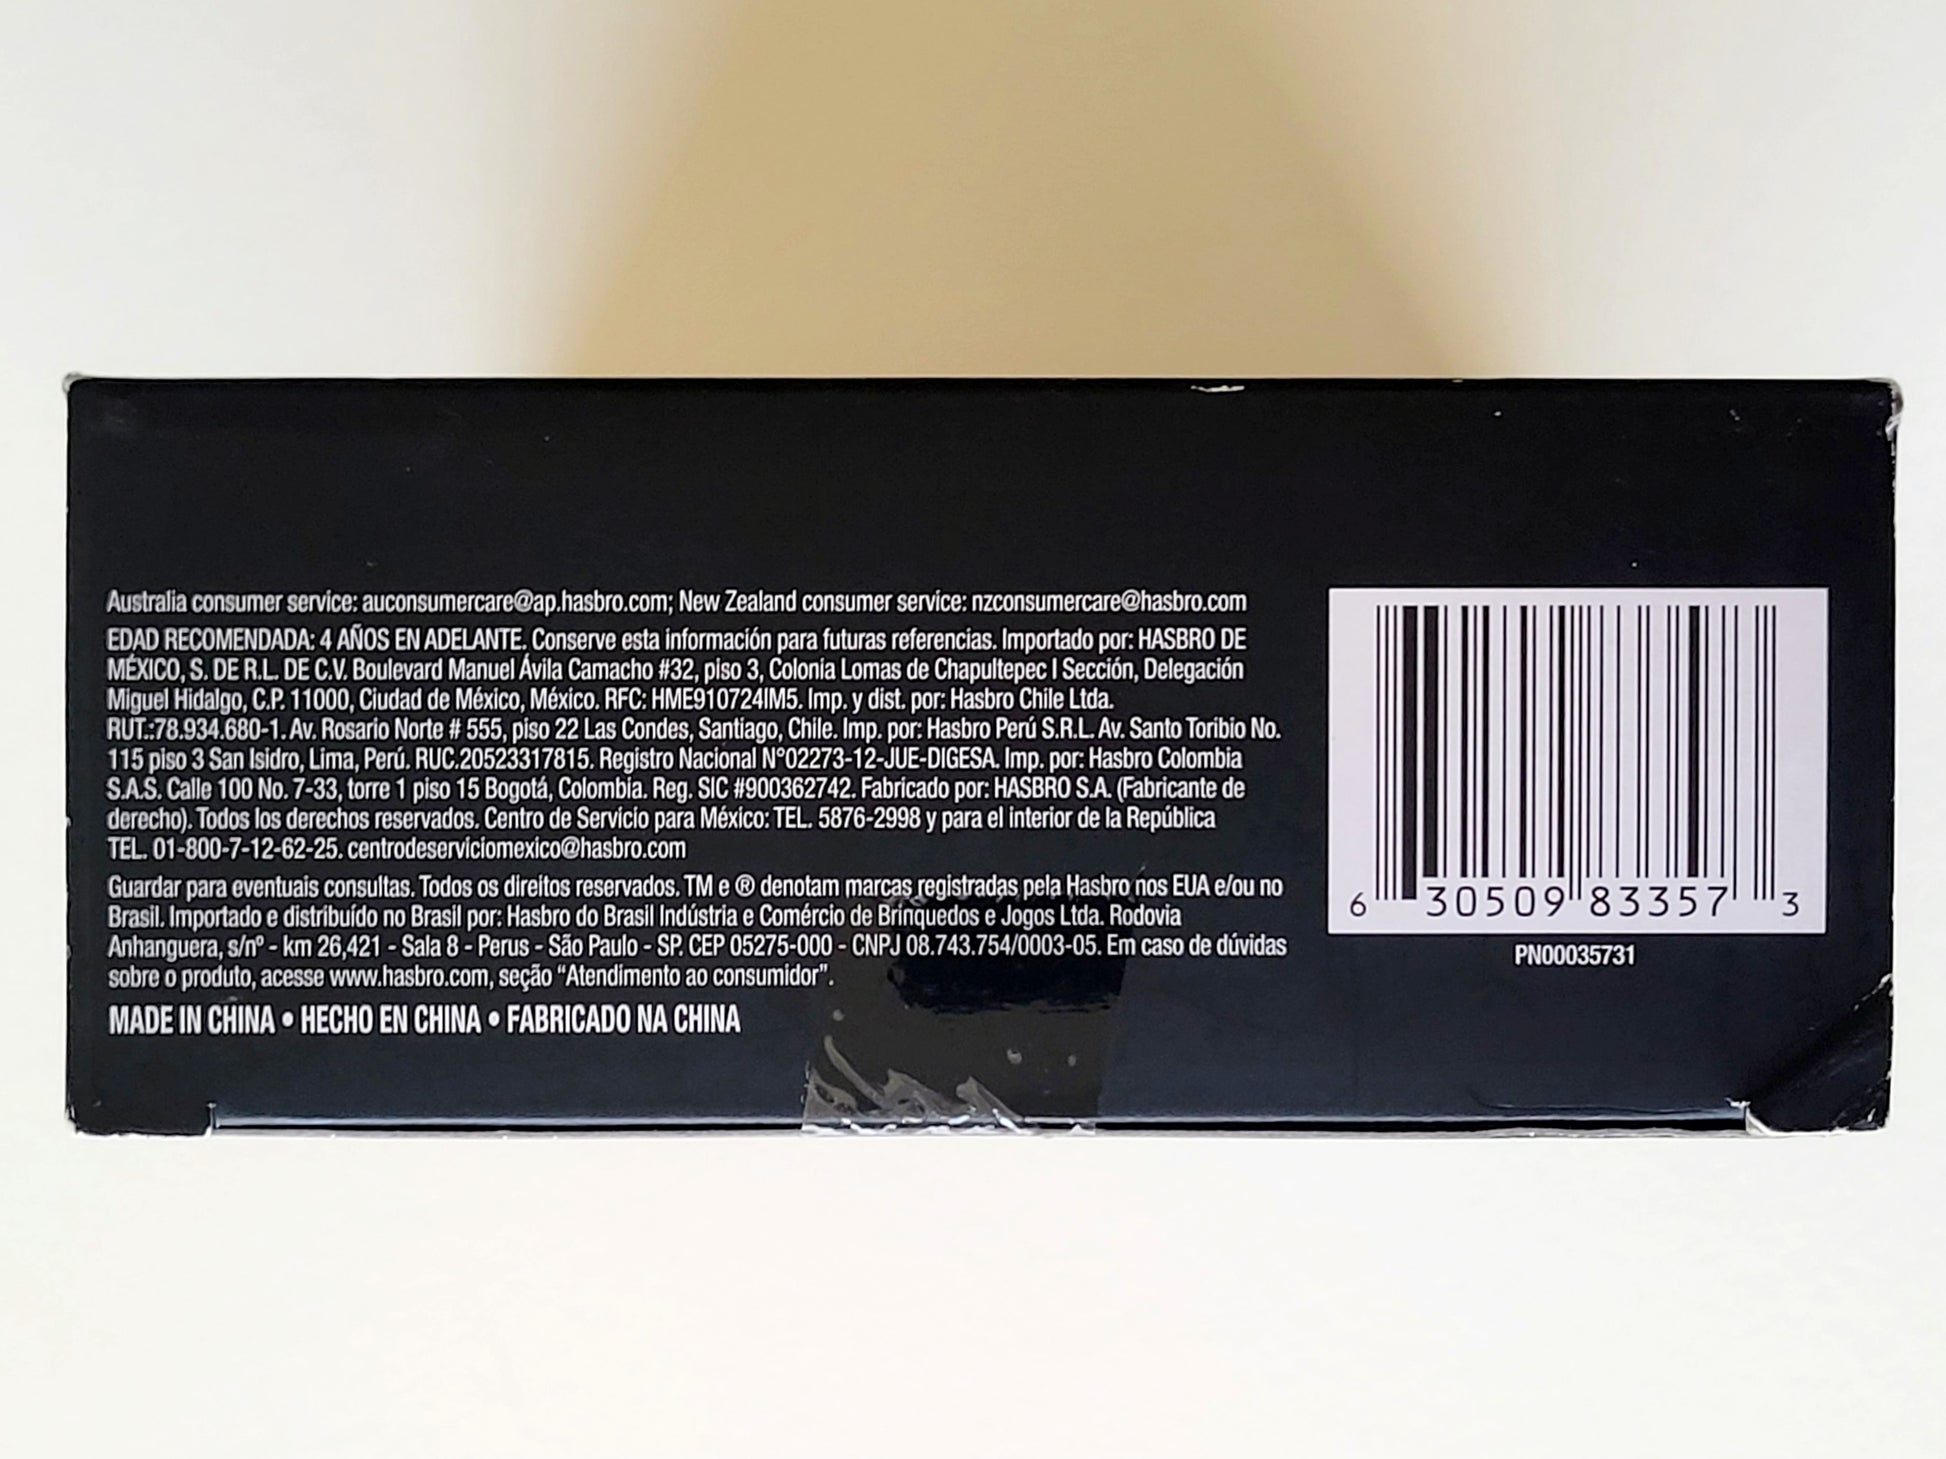 Australia consumer service: auconsumercare@ap.hasbro.com; New Zealand consumer service: nzconsumercare@hasbro.com
EDAD RECOMENDADA: 4 AÑOS EN ADELANTE. Conserve esta información para futuras referencias. Importado por: HASBRO DE
MÉXICO, S. DE R.L. DE C.V. Boulevard Manuel Ávila Camacho #32, piso 3, Colonia Lomas de Chapultepec I Sección, Delegación
Miguel Hidalgo, C.P. 11000, Ciudad de México, México. RFC: HME910724IM5. Imp. y dist. por: Hasbro Chile Ltda.
RUT.:78.934.680-1. Av. Rosario Norte # 555, piso 22 Las Condes, Santiago, Chile. Imp. por: Hasbro Perú S.R.L. Av. Santo Toribio No.
115 piso 3 San Isidro, Lima, Perú. RUC.20523317815. Registro Nacional N°02273-12-JUE-DIGESA. Imp. por: Hasbro Colombia
S.A.S. Calle 100 No. 7-33, torre 1 piso 15 Bogotá, Colombia. Reg. SIC #900362742. Fabricado por: HASBRO S.A. (Fabricante de
derecho). Todos los derechos reservados. Centro de Servicio para México: TEL. 5876-2998 y para el interior de la República
TEL. 01-800-7-12-62-25. centrodeserviciomexico@hasbro.com
Guardar para eventuais consultas. Todos os direitos reservados. TM e ® denotam marcas registradas pela Hasbro nos EUA e/ou no
Brasil. Importado e distribuído no Brasil por: Hasbro do Brasil Indústria e Comércio de Brinquedos e Jogos Ltda. Rodovia
Anhanguera, s/nº - km 26,421 - Sala 8 - Perus - São Paulo - SP. CEP 05275-000 - CNPJ 08.743.754/0003-05. Em caso de dúvidas
sobre o produto, acesse www.hasbro.com, seção “Atendimento ao consumidor”.
MADE IN CHINA • HECHO EN CHINA • FABRICADO NA CHINA
6 30509 83357 3
PN00035731